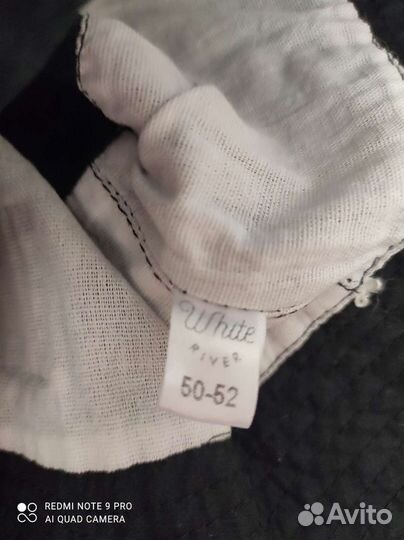 White
RIVER
50-52
REDMI NOTE 9 PRO
AI QUAD CAMERA
Avito